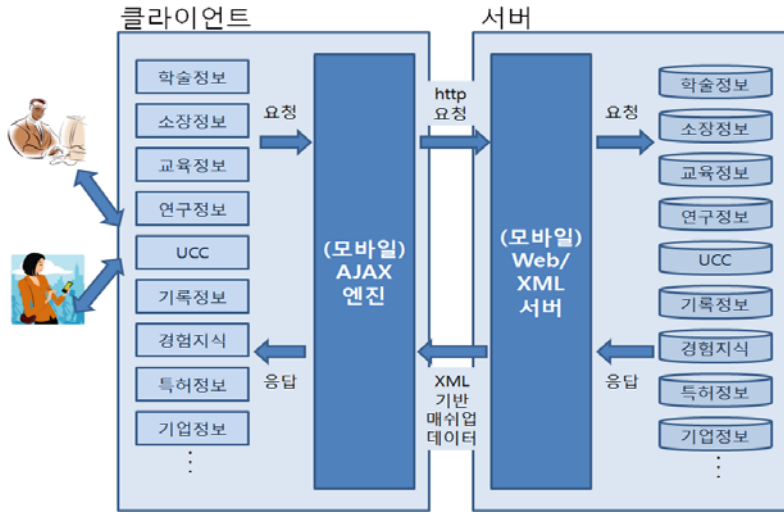 클라이언트
서버
학술정보
소장정보
교육정보
연구정보
UCC
기록정보
경험지식
특허정보
기업정보
⋮
요청
응답
(모바일)
AJAX
엔진
http
요청
XML
기반
매쉬업
데이터
(모바일)
Web/
XML
서버
요청
응답
학술정보
소장정보
교육정보
연구정보
UCC
기록정보
경험지식
특허정보
기업정보
⋮